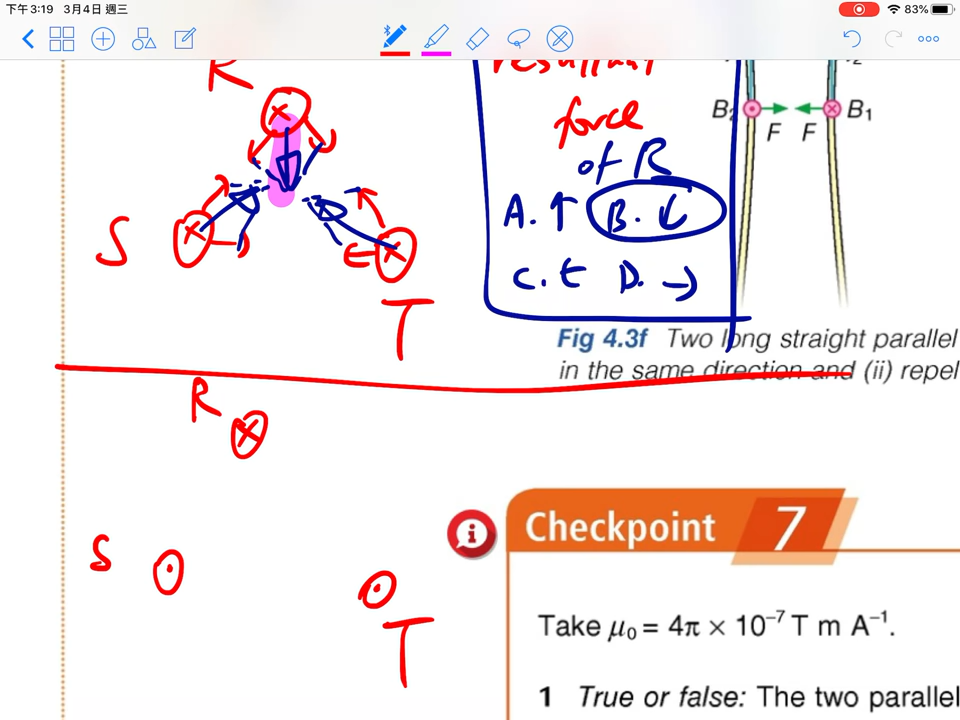 下午3:19 3月4日 週三
83%
R
resultant
force
of R
A. ↑ B. ↓
C. ← D. →
S
T
B₂ F F B₁
Fig 4.3f Two long straight parallel
in the same direction and (ii) repel
R
S
T
Checkpoint 7
Take μ₀ = 4π × 10⁻⁷ T m A⁻¹.
1 True or false: The two parallel